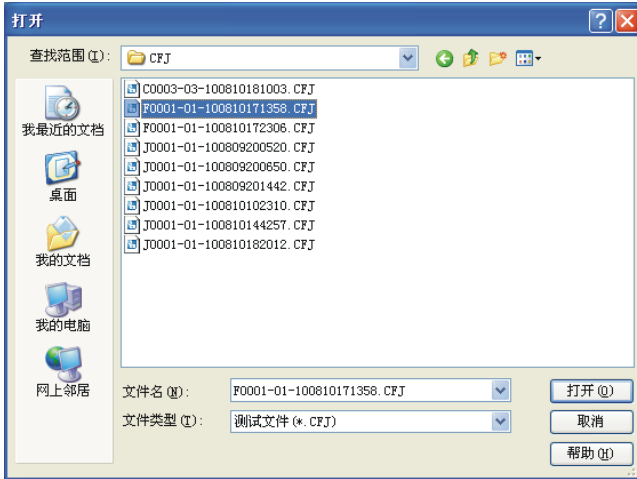 打开
查找范围(I):
CFJ
C0003-03-100810181003.CFJ
F0001-01-100810171358.CFJ
F0001-01-100810172306.CFJ
J0001-01-100809200520.CFJ
J0001-01-100809200650.CFJ
J0001-01-100809201442.CFJ
J0001-01-100810102310.CFJ
J0001-01-100810144257.CFJ
J0001-01-100810182012.CFJ
我最近的文档
桌面
我的文档
我的电脑
网上邻居
文件名(N):
F0001-01-100810171358.CFJ
打开(O)
文件类型(T):
测试文件(*.CFJ)
取消
帮助(H)